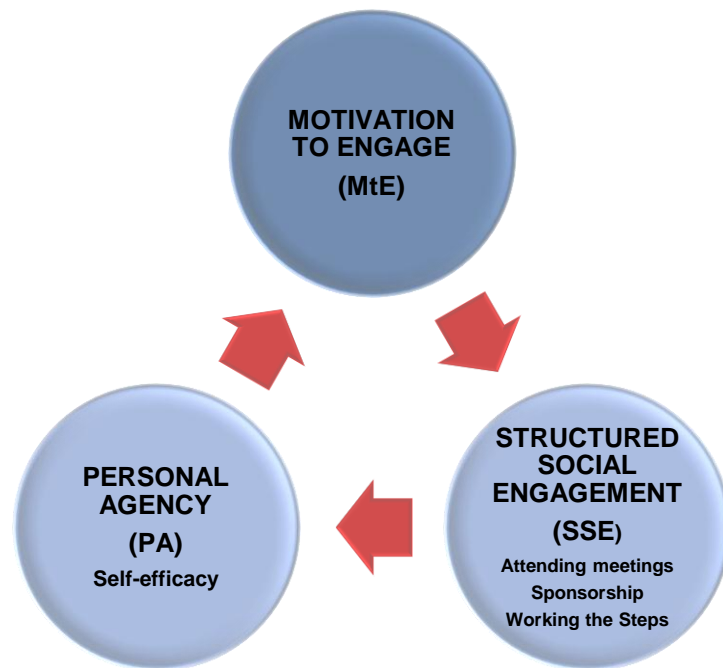 MOTIVATION
TO ENGAGE
(MtE)
STRUCTURED
SOCIAL
ENGAGEMENT
(SSE)
Attending meetings
Sponsorship
Working the Steps
PERSONAL
AGENCY
(PA)
Self-efficacy